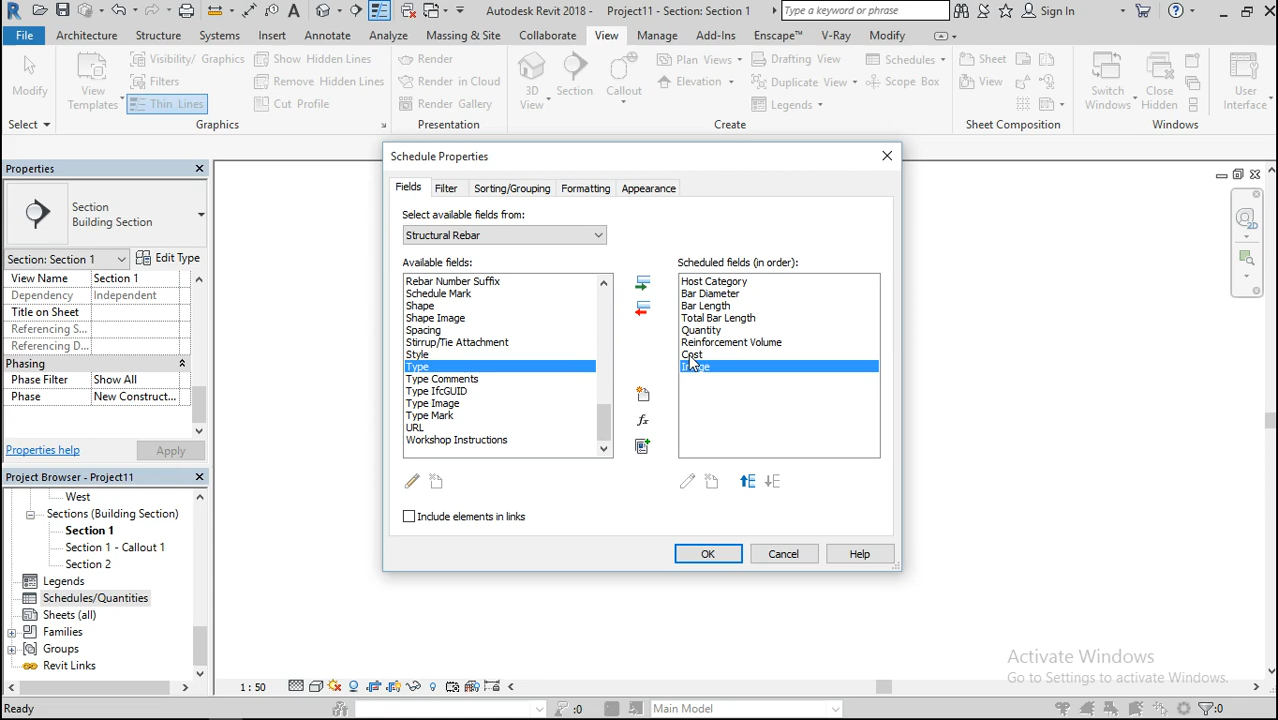 Autodesk Revit 2018 - Project11 - Section: Section 1 Type a keyword or phrase Sign In
File Architecture Structure Systems Insert Annotate Analyze Massing & Site Collaborate View Manage Add-Ins Enscape™ V-Ray Modify
Modify
View Templates
Visibility/ Graphics
Filters
Thin Lines
Show Hidden Lines
Remove Hidden Lines
Cut Profile
Render
Render in Cloud
Render Gallery
3D View
Section
Callout
Plan Views
Elevation
Drafting View
Duplicate View
Legends
Schedules
Scope Box
Sheet
View
Switch Windows
Close Hidden
User Interface
Select Graphics Presentation Create Sheet Composition Windows
Properties
Section
Building Section
Section: Section 1 Edit Type
View Name Section 1
Dependency Independent
Title on Sheet
Referencing S...
Referencing D...
Phasing
Phase Filter Show All
Phase New Construct...
Properties help Apply
Project Browser - Project11
West
Sections (Building Section)
Section 1
Section 1 - Callout 1
Section 2
Legends
Schedules/Quantities
Sheets (all)
Families
Groups
Revit Links
Schedule Properties
Fields Filter Sorting/Grouping Formatting Appearance
Select available fields from:
Structural Rebar
Available fields:
Rebar Number Suffix
Schedule Mark
Shape
Shape Image
Spacing
Stirrup/Tie Attachment
Style
Type
Type Comments
Type IfcGUID
Type Image
Type Mark
URL
Workshop Instructions
fx
Scheduled fields (in order):
Host Category
Bar Diameter
Bar Length
Total Bar Length
Quantity
Reinforcement Volume
Cost
Image
Include elements in links
OK Cancel Help
Activate Windows
Go to Settings to activate Windows.
1 : 50
Ready :0 Main Model :0